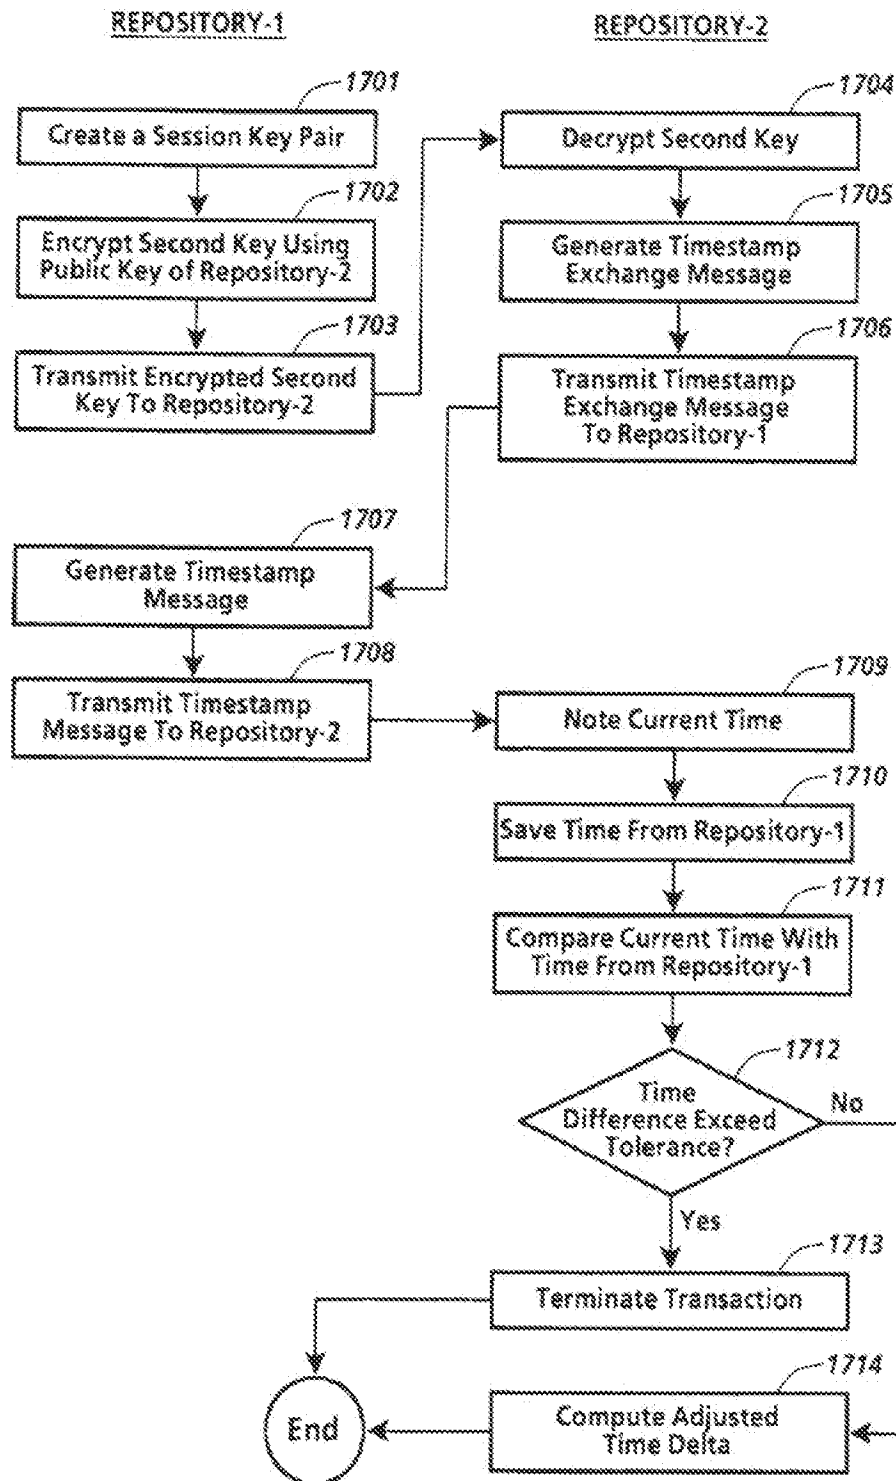 REPOSITORY-1
1701
Create a Session Key Pair
1702
Encrypt Second Key Using
Public Key of Repository-2
1703
Transmit Encrypted Second
Key To Repository-2
REPOSITORY-2
1704
Decrypt Second Key
1705
Generate Timestamp
Exchange Message
1706
Transmit Timestamp
Exchange Message
To Repository-1
1707
Generate Timestamp
Message
1708
Transmit Timestamp
Message To Repository-2
1709
Note Current Time
1710
Save Time From Repository-1
1711
Compare Current Time With
Time From Repository-1
1712
Time
Difference Exceed
Tolerance?
No
Yes
1713
Terminate Transaction
1714
Compute Adjusted
Time Delta
End